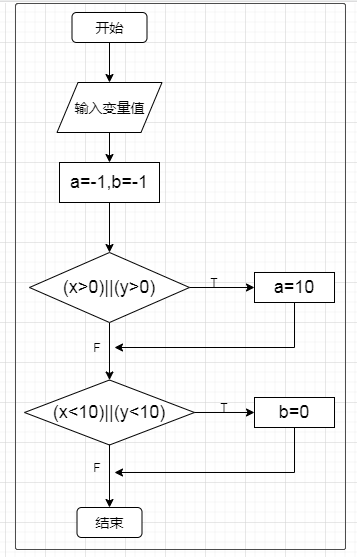 开始
输入变量值
a=-1,b=-1
(x>0)||(y>0)
T
a=10
F
(x<10)||(y<10)
T
b=0
F
结束